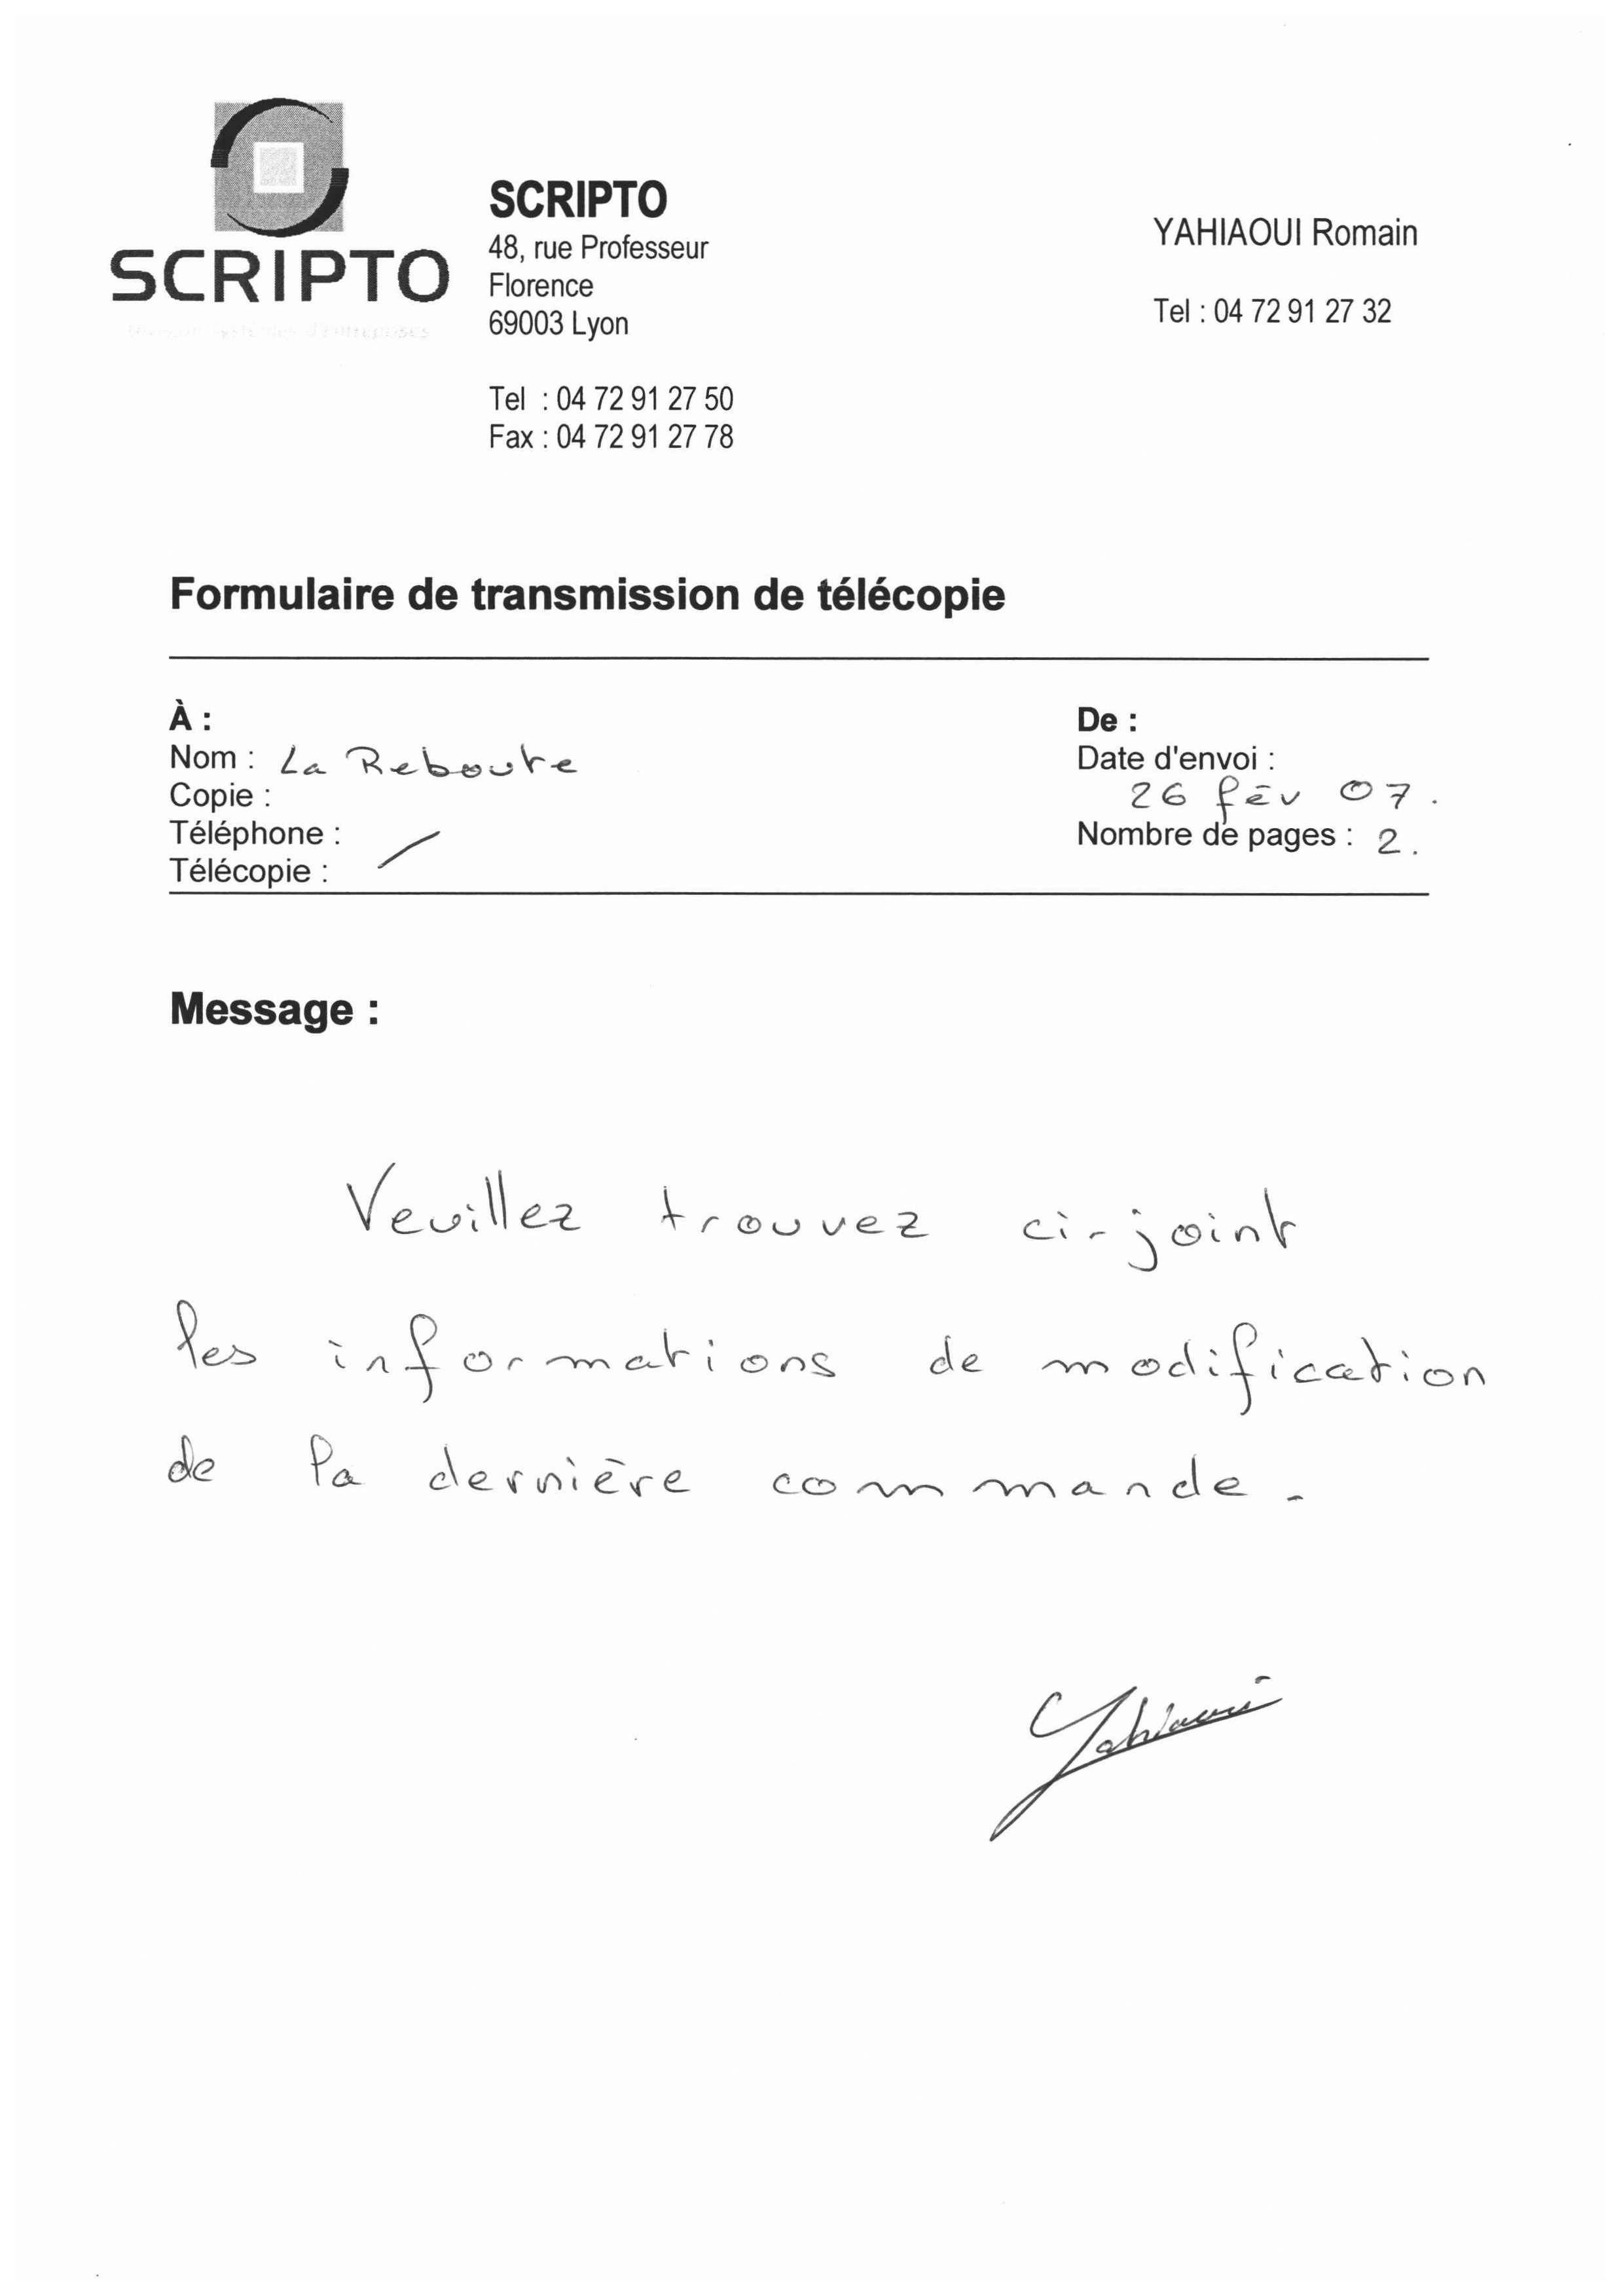 SCRIPTO
SCRIPTO
48, rue Professeur
Florence
69003 Lyon
Tel : 04 72 91 27 50
Fax : 04 72 91 27 78
YAHIAOUI Romain
Tel : 04 72 91 27 32
Formulaire de transmission de télécopie
À :
Nom : La Reboute
Copie :
Téléphone : /
Télécopie :
De :
Date d'envoi :
26 fév 07.
Nombre de pages : 2.
Message :
Veuillez trouvez ci-joint
les informations de modification
de la dernière commande.
Yahiaoui